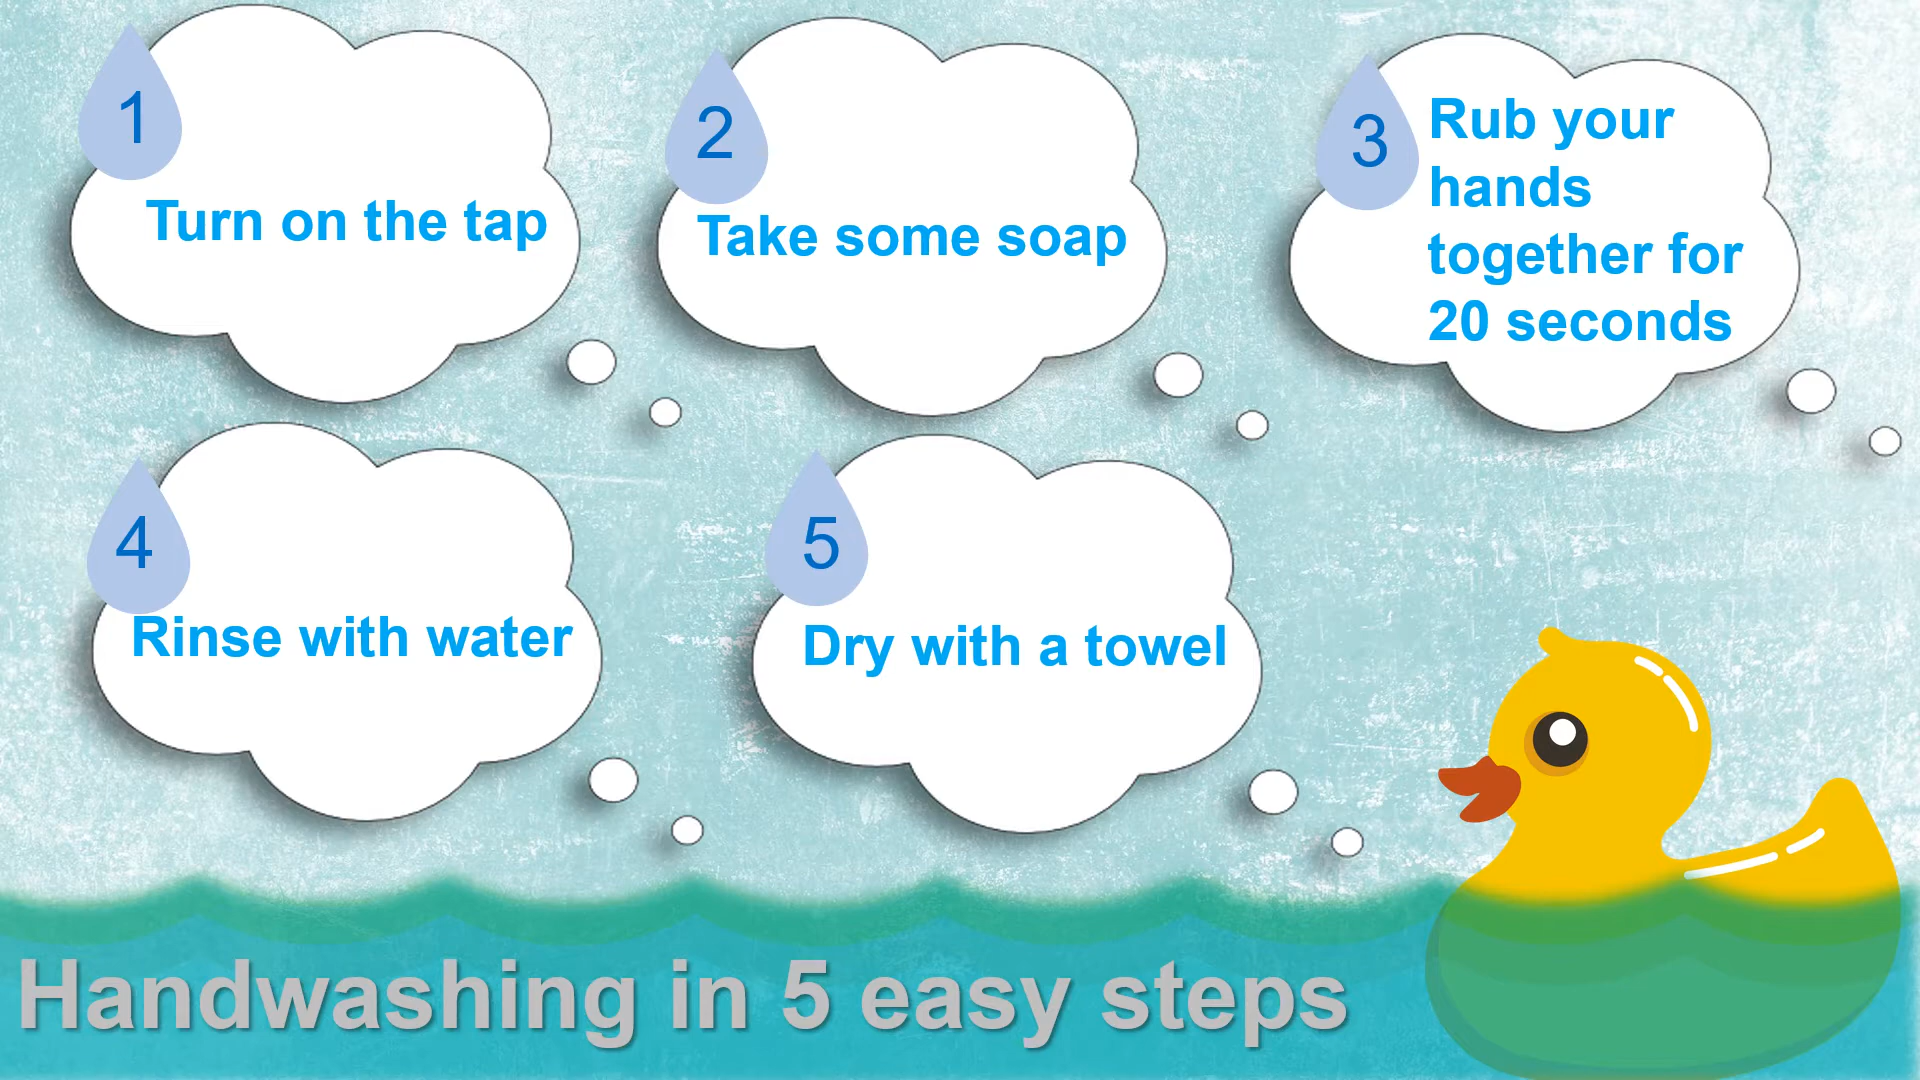 1
Turn on the tap
2
Take some soap
3
Rub your
hands
together for
20 seconds
4
Rinse with water
5
Dry with a towel
Handwashing in 5 easy steps